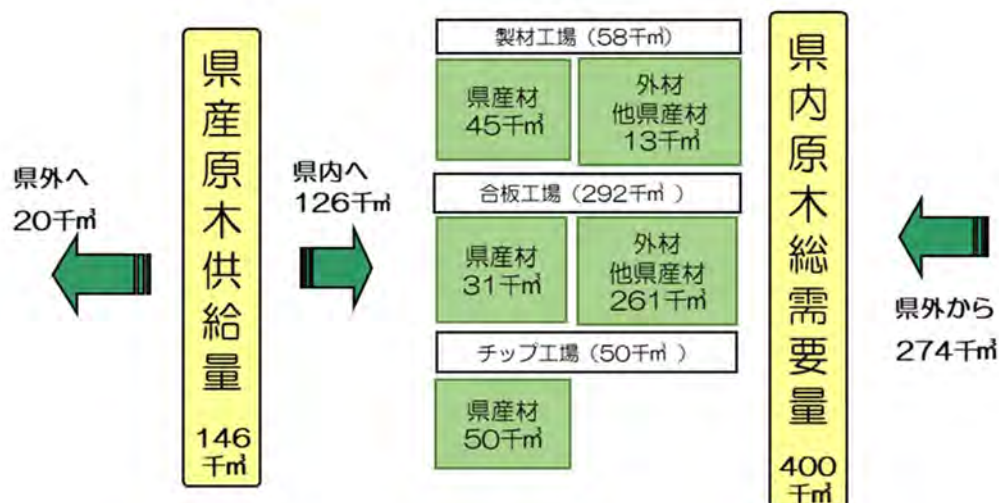 県外へ
20千㎥
県産原木供給量
146
千㎥
県内へ
126千㎥
製材工場（58千㎥）
県産材
45千㎥
外材
他県産材
13千㎥
合板工場（292千㎥ ）
県産材
31千㎥
外材
他県産材
261千㎥
チップ工場（50千㎥ ）
県産材
50千㎥
県内原木総需要量
400
千㎥
県外から
274千㎥